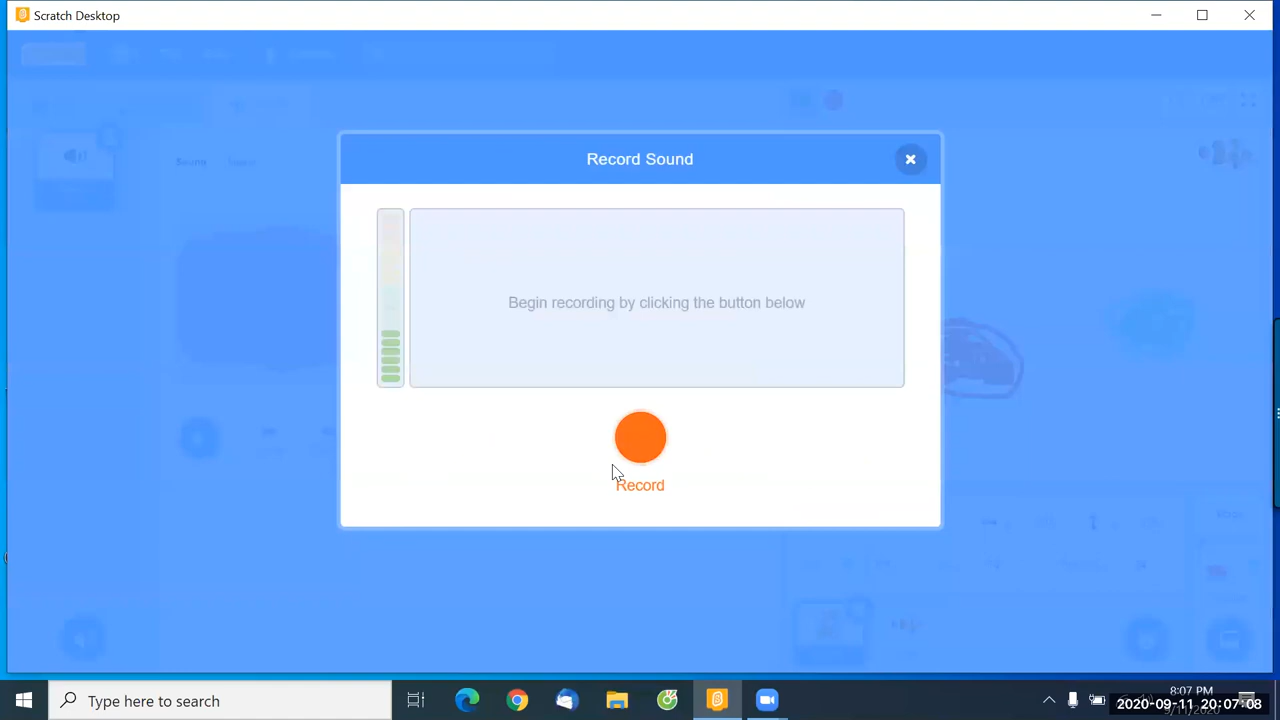 Scratch Desktop
Record Sound
Begin recording by clicking the button below
Record
Type here to search
8:07 PM
2020-09-11 20:07:08